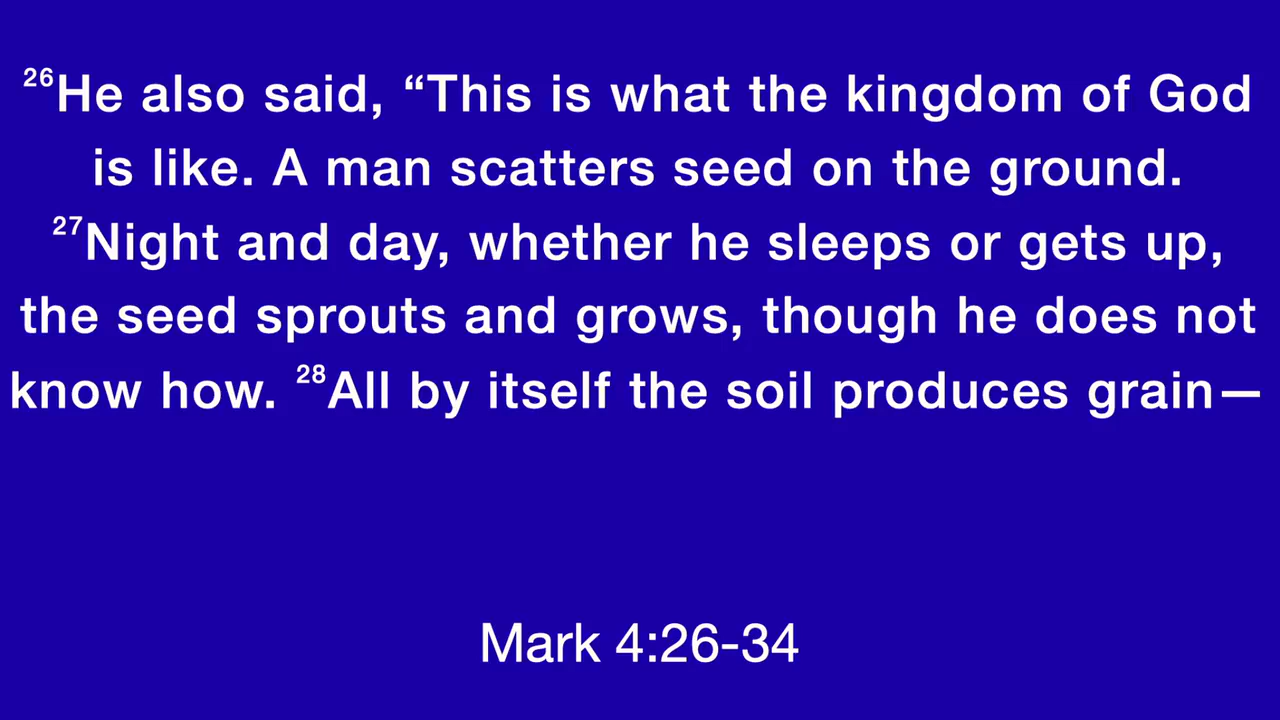 26He also said, “This is what the kingdom of God
is like. A man scatters seed on the ground.
27Night and day, whether he sleeps or gets up,
the seed sprouts and grows, though he does not
know how. 28All by itself the soil produces grain—
Mark 4:26-34